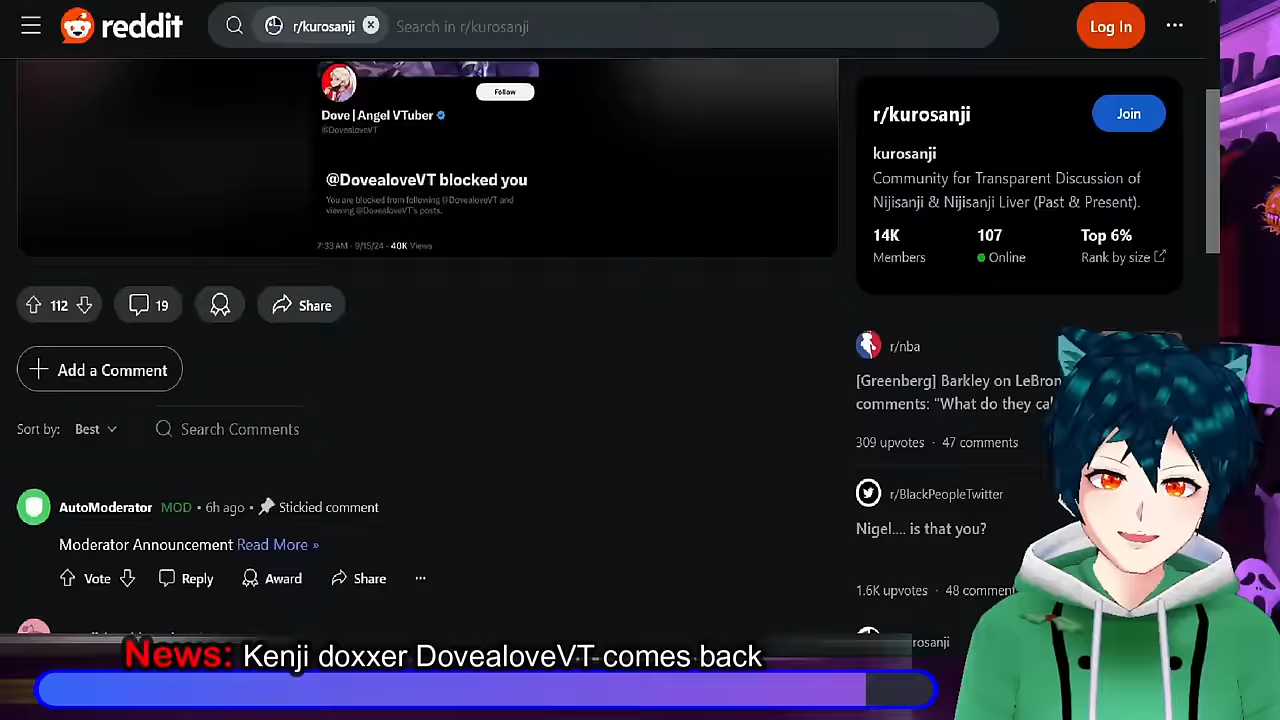 reddit
r/kurosanji
Search in r/kurosanji
Log In
Follow
Dove | Angel VTuber
@DovealoveVT
@DovealoveVT blocked you
You are blocked from following @DovealoveVT and
viewing @DovealoveVT's posts.
7:33 AM · 9/15/24 · 40K Views
112
19
Share
Add a Comment
Sort by: Best
Search Comments
AutoModerator MOD • 6h ago • Stickied comment
Moderator Announcement Read More »
Vote
Reply
Award
Share
r/kurosanji
Join
kurosanji
Community for Transparent Discussion of
Nijisanji & Nijisanji Liver (Past & Present).
14K
107
Top 6%
Members
Online
Rank by size
r/nba
[Greenberg] Barkley on LeBron
comments: "What do they
309 upvotes · 47 comments
r/BlackPeopleTwitter
Nigel.... is that you?
1.6K upvotes · 48
News: Kenji doxxer DovealoveVT comes back